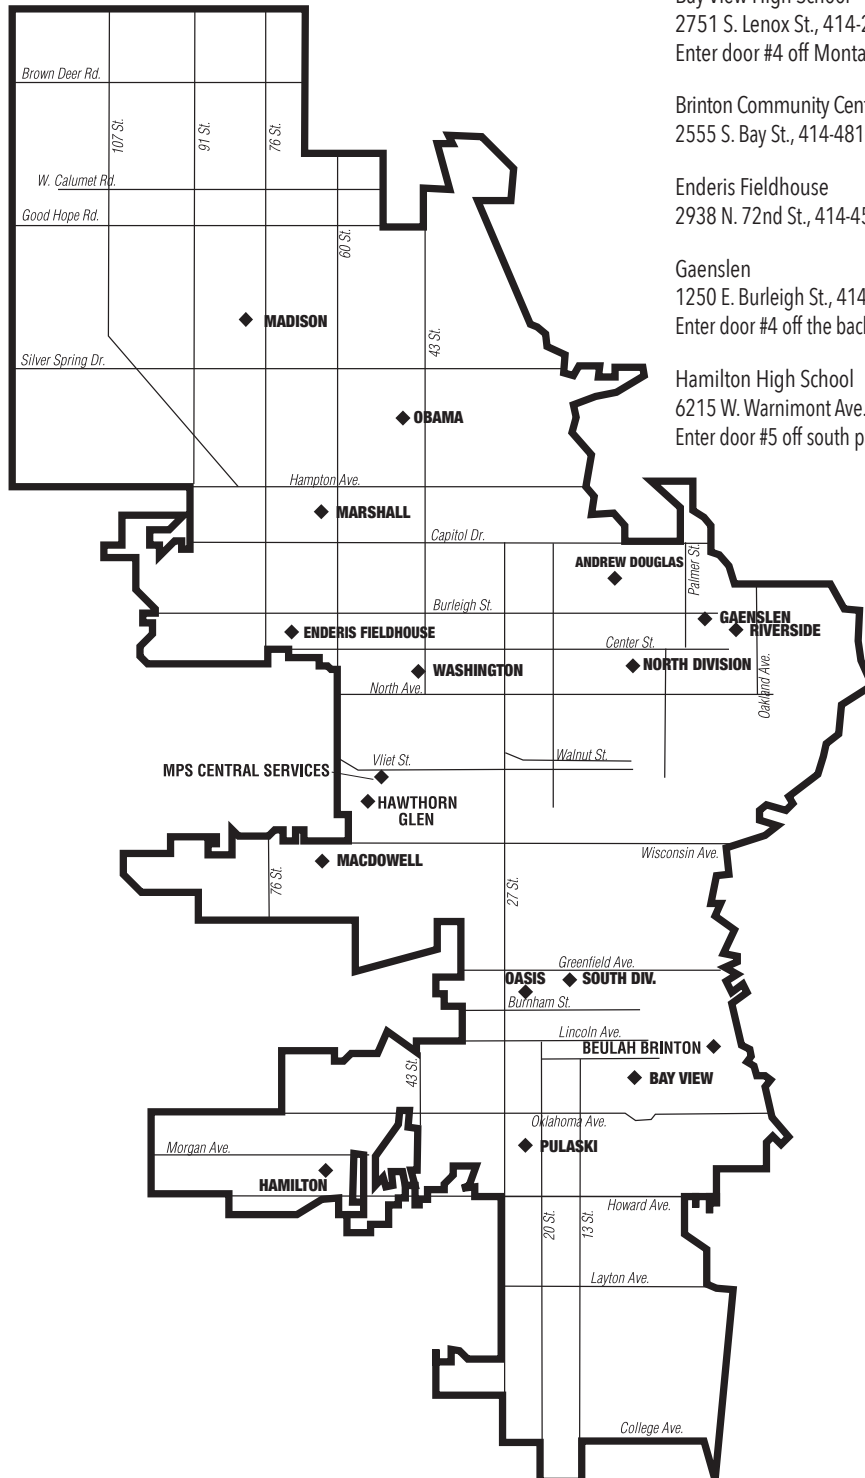 Bay View High School
2751 S. Lenox St., 414-2
Enter door #4 off Monta
Brinton Community Cent
2555 S. Bay St., 414-481
Enderis Fieldhouse
2938 N. 72nd St., 414-45
Gaenslen
1250 E. Burleigh St., 414
Enter door #4 off the bac
Hamilton High School
6215 W. Warnimont Ave.
Enter door #5 off south p
Brown Deer Rd.
107 St.
91 St.
76 St.
W. Calumet Rd.
Good Hope Rd.
60 St.
MADISON
43 St.
Silver Spring Dr.
OBAMA
Hampton Ave.
MARSHALL
Capitol Dr.
ANDREW DOUGLAS
Palmer St.
Burleigh St.
GAENSLEN
RIVERSIDE
ENDERIS FIELDHOUSE
Center St.
WASHINGTON
NORTH DIVISION
North Ave.
Oakland Ave.
Walnut St.
Vliet St.
MPS CENTRAL SERVICES
HAWTHORN
GLEN
Wisconsin Ave.
MACDOWELL
76 St.
27 St.
Greenfield Ave.
OASIS
SOUTH DIV.
Burnham St.
Lincoln Ave.
BEULAH BRINTON
43 St.
BAY VIEW
Oklahoma Ave.
Morgan Ave.
PULASKI
HAMILTON
Howard Ave.
20 St.
13 St.
Layton Ave.
College Ave.